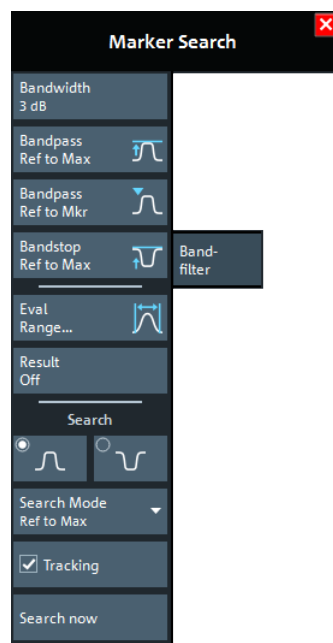 Marker Search
Bandwidth
3 dB
Bandpass
Ref to Max
Bandpass
Ref to Mkr
Bandstop
Ref to Max
Band-
filter
Eval
Range...
Result
Off
Search
Search Mode
Ref to Max
Tracking
Search now